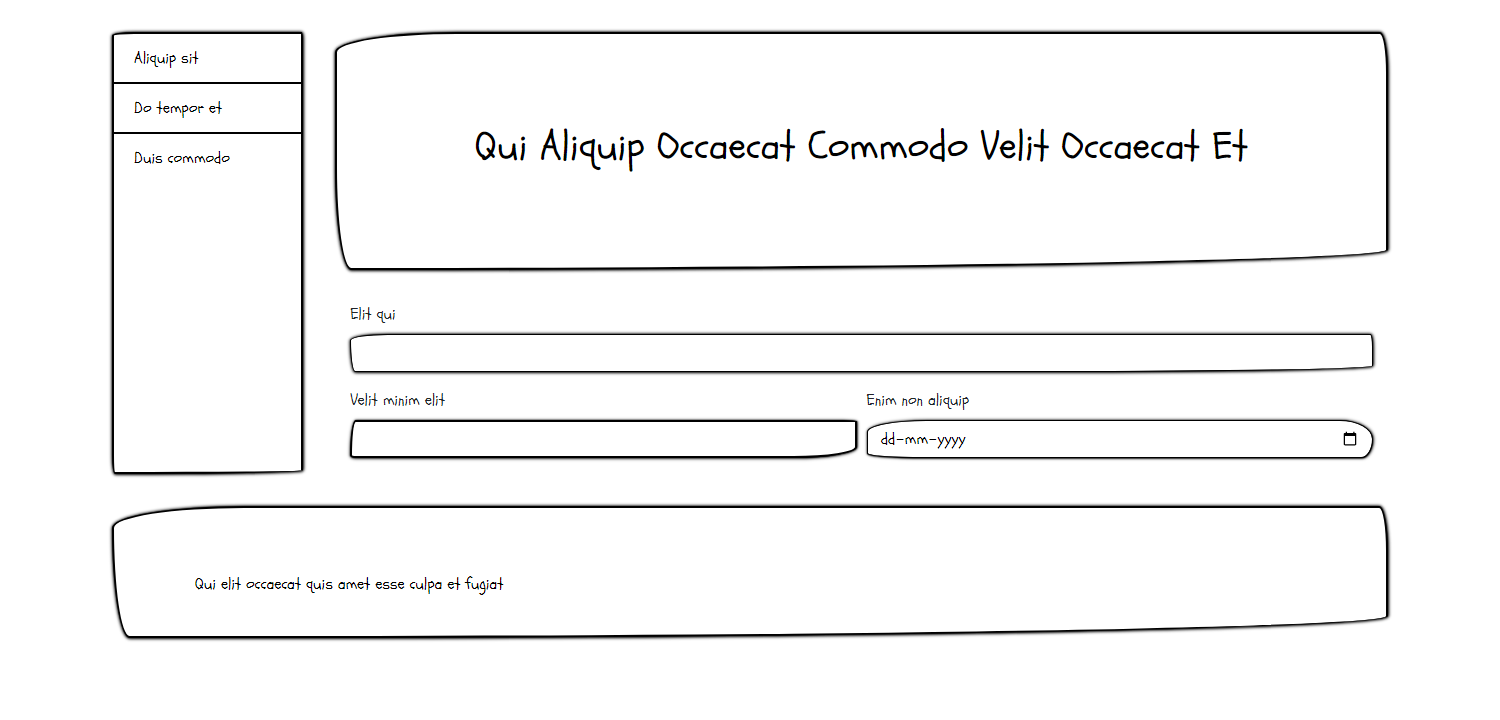 Aliquip sit
Do tempor et
Duis commodo
Qui Aliquip Occaecat Commodo Velit Occaecat Et
Elit qui
Velit minim elit
Enim non aliquip
dd-mm-yyyy
Qui elit occaecat quis amet esse culpa et fugiat